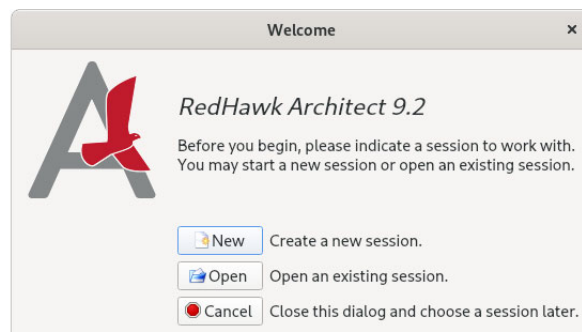 Welcome
RedHawk Architect 9.2
Before you begin, please indicate a session to work with.
You may start a new session or open an existing session.
New Create a new session.
Open Open an existing session.
Cancel Close this dialog and choose a session later.